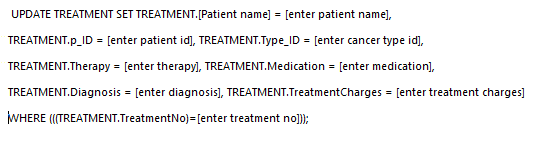 UPDATE TREATMENT SET TREATMENT.[Patient name] = [enter patient name],
TREATMENT.p_ID = [enter patient id], TREATMENT.Type_ID = [enter cancer type id],
TREATMENT.Therapy = [enter therapy], TREATMENT.Medication = [enter medication],
TREATMENT.Diagnosis = [enter diagnosis], TREATMENT.TreatmentCharges = [enter treatment charges]
WHERE (((TREATMENT.TreatmentNo)=[enter treatment no]));